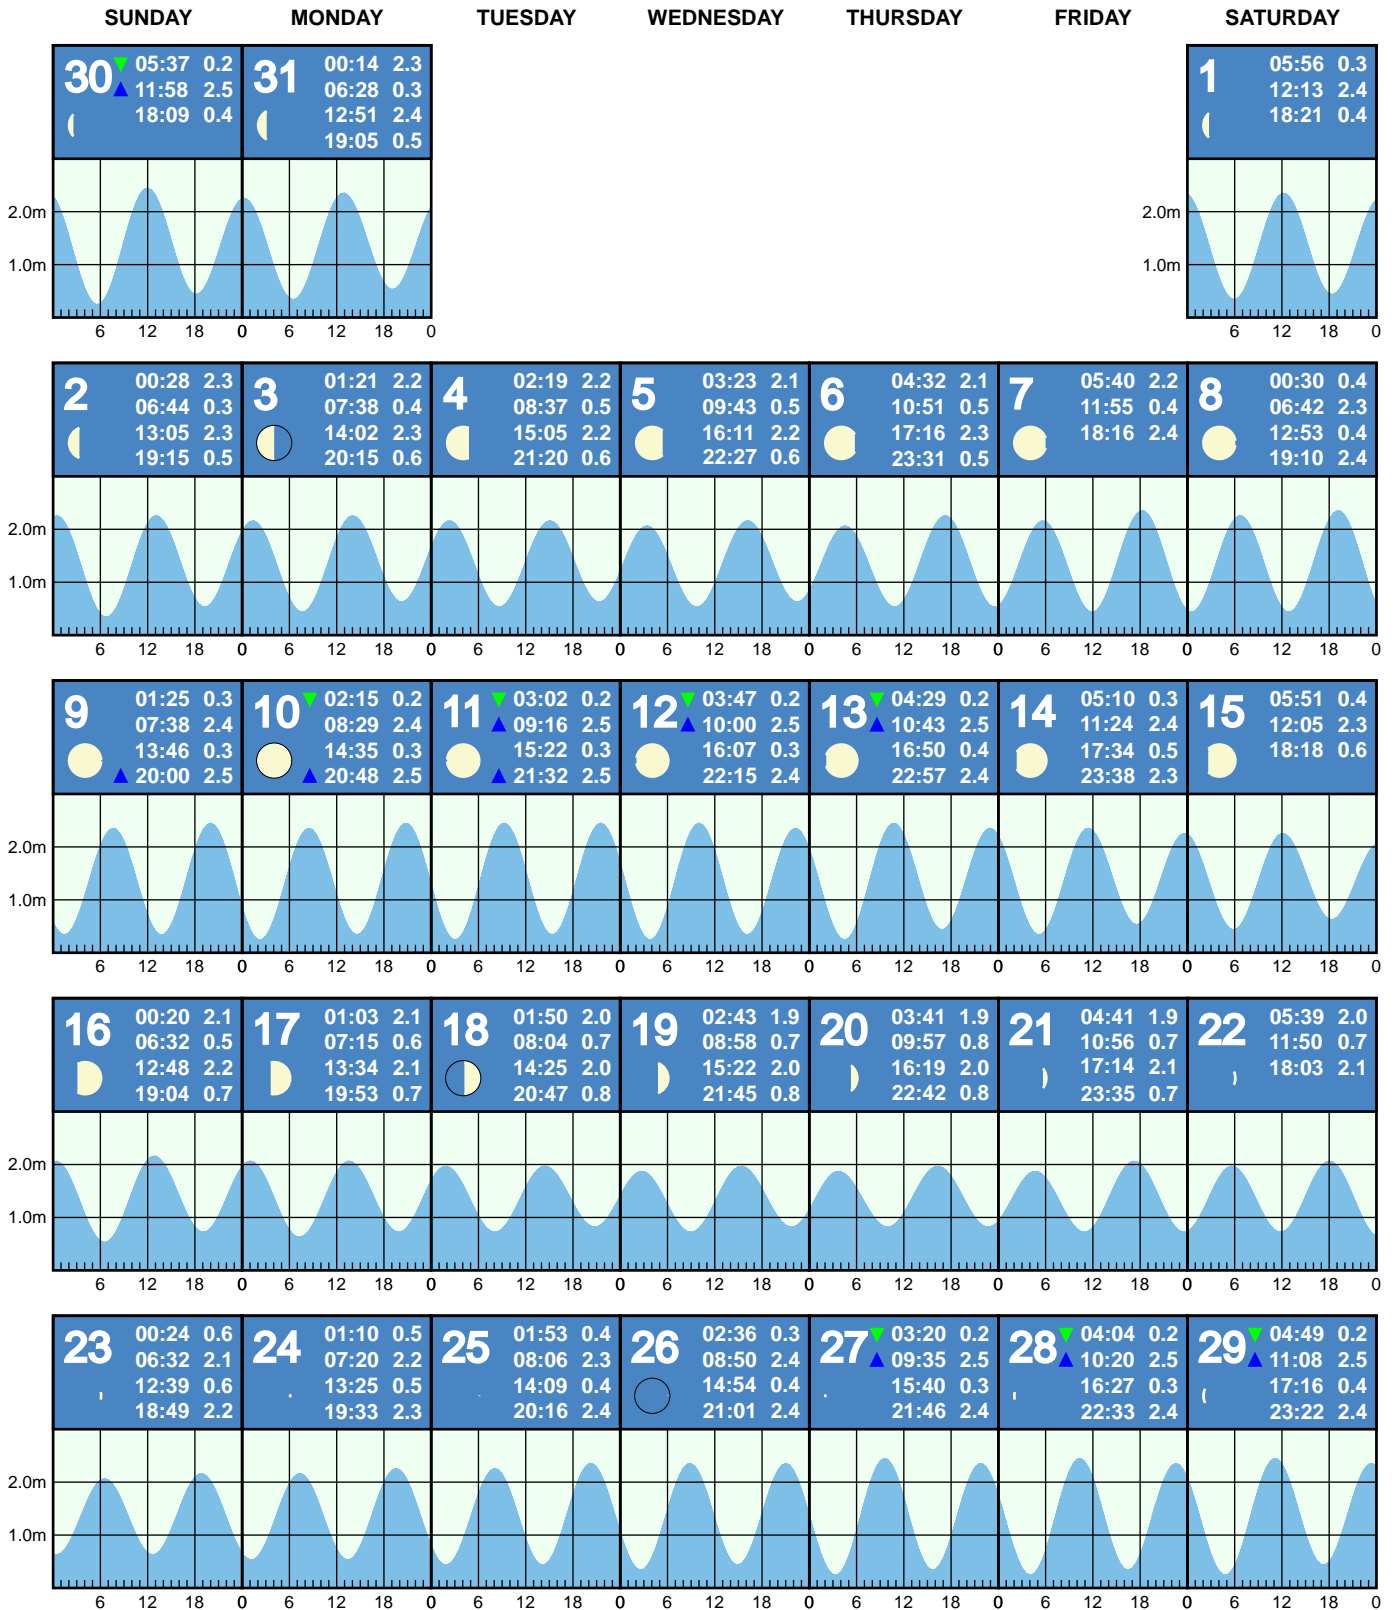 SUNDAY MONDAY TUESDAY WEDNESDAY THURSDAY FRIDAY SATURDAY
30 05:37 0.2
11:58 2.5
18:09 0.4
31 00:14 2.3
06:28 0.3
12:51 2.4
19:05 0.5
1 05:56 0.3
12:13 2.4
18:21 0.4
2.0m
1.0m
6 12 18 0 6 12 18 0
2.0m
1.0m
6 12 18 0
2 00:28 2.3
06:44 0.3
13:05 2.3
19:15 0.5
3 01:21 2.2
07:38 0.4
14:02 2.3
20:15 0.6
4 02:19 2.2
08:37 0.5
15:05 2.2
21:20 0.6
5 03:23 2.1
09:43 0.5
16:11 2.2
22:27 0.6
6 04:32 2.1
10:51 0.5
17:16 2.3
23:31 0.5
7 05:40 2.2
11:55 0.4
18:16 2.4
8 00:30 0.4
06:42 2.3
12:53 0.4
19:10 2.4
2.0m
1.0m
6 12 18 0 6 12 18 0 6 12 18 0 6 12 18 0 6 12 18 0 6 12 18 0 6 12 18 0
9 01:25 0.3
07:38 2.4
13:46 0.3
20:00 2.5
10 02:15 0.2
08:29 2.4
14:35 0.3
20:48 2.5
11 03:02 0.2
09:16 2.5
15:22 0.3
21:32 2.5
12 03:47 0.2
10:00 2.5
16:07 0.3
22:15 2.4
13 04:29 0.2
10:43 2.5
16:50 0.4
22:57 2.4
14 05:10 0.3
11:24 2.4
17:34 0.5
23:38 2.3
15 05:51 0.4
12:05 2.3
18:18 0.6
2.0m
1.0m
6 12 18 0 6 12 18 0 6 12 18 0 6 12 18 0 6 12 18 0 6 12 18 0 6 12 18 0
16 00:20 2.1
06:32 0.5
12:48 2.2
19:04 0.7
17 01:03 2.1
07:15 0.6
13:34 2.1
19:53 0.7
18 01:50 2.0
08:04 0.7
14:25 2.0
20:47 0.8
19 02:43 1.9
08:58 0.7
15:22 2.0
21:45 0.8
20 03:41 1.9
09:57 0.8
16:19 2.0
22:42 0.8
21 04:41 1.9
10:56 0.7
17:14 2.1
23:35 0.7
22 05:39 2.0
11:50 0.7
18:03 2.1
2.0m
1.0m
6 12 18 0 6 12 18 0 6 12 18 0 6 12 18 0 6 12 18 0 6 12 18 0 6 12 18 0
23 00:24 0.6
06:32 2.1
12:39 0.6
18:49 2.2
24 01:10 0.5
07:20 2.2
13:25 0.5
19:33 2.3
25 01:53 0.4
08:06 2.3
14:09 0.4
20:16 2.4
26 02:36 0.3
08:50 2.4
14:54 0.4
21:01 2.4
27 03:20 0.2
09:35 2.5
15:40 0.3
21:46 2.4
28 04:04 0.2
10:20 2.5
16:27 0.3
22:33 2.4
29 04:49 0.2
11:08 2.5
17:16 0.4
23:22 2.4
2.0m
1.0m
6 12 18 0 6 12 18 0 6 12 18 0 6 12 18 0 6 12 18 0 6 12 18 0 6 12 18 0